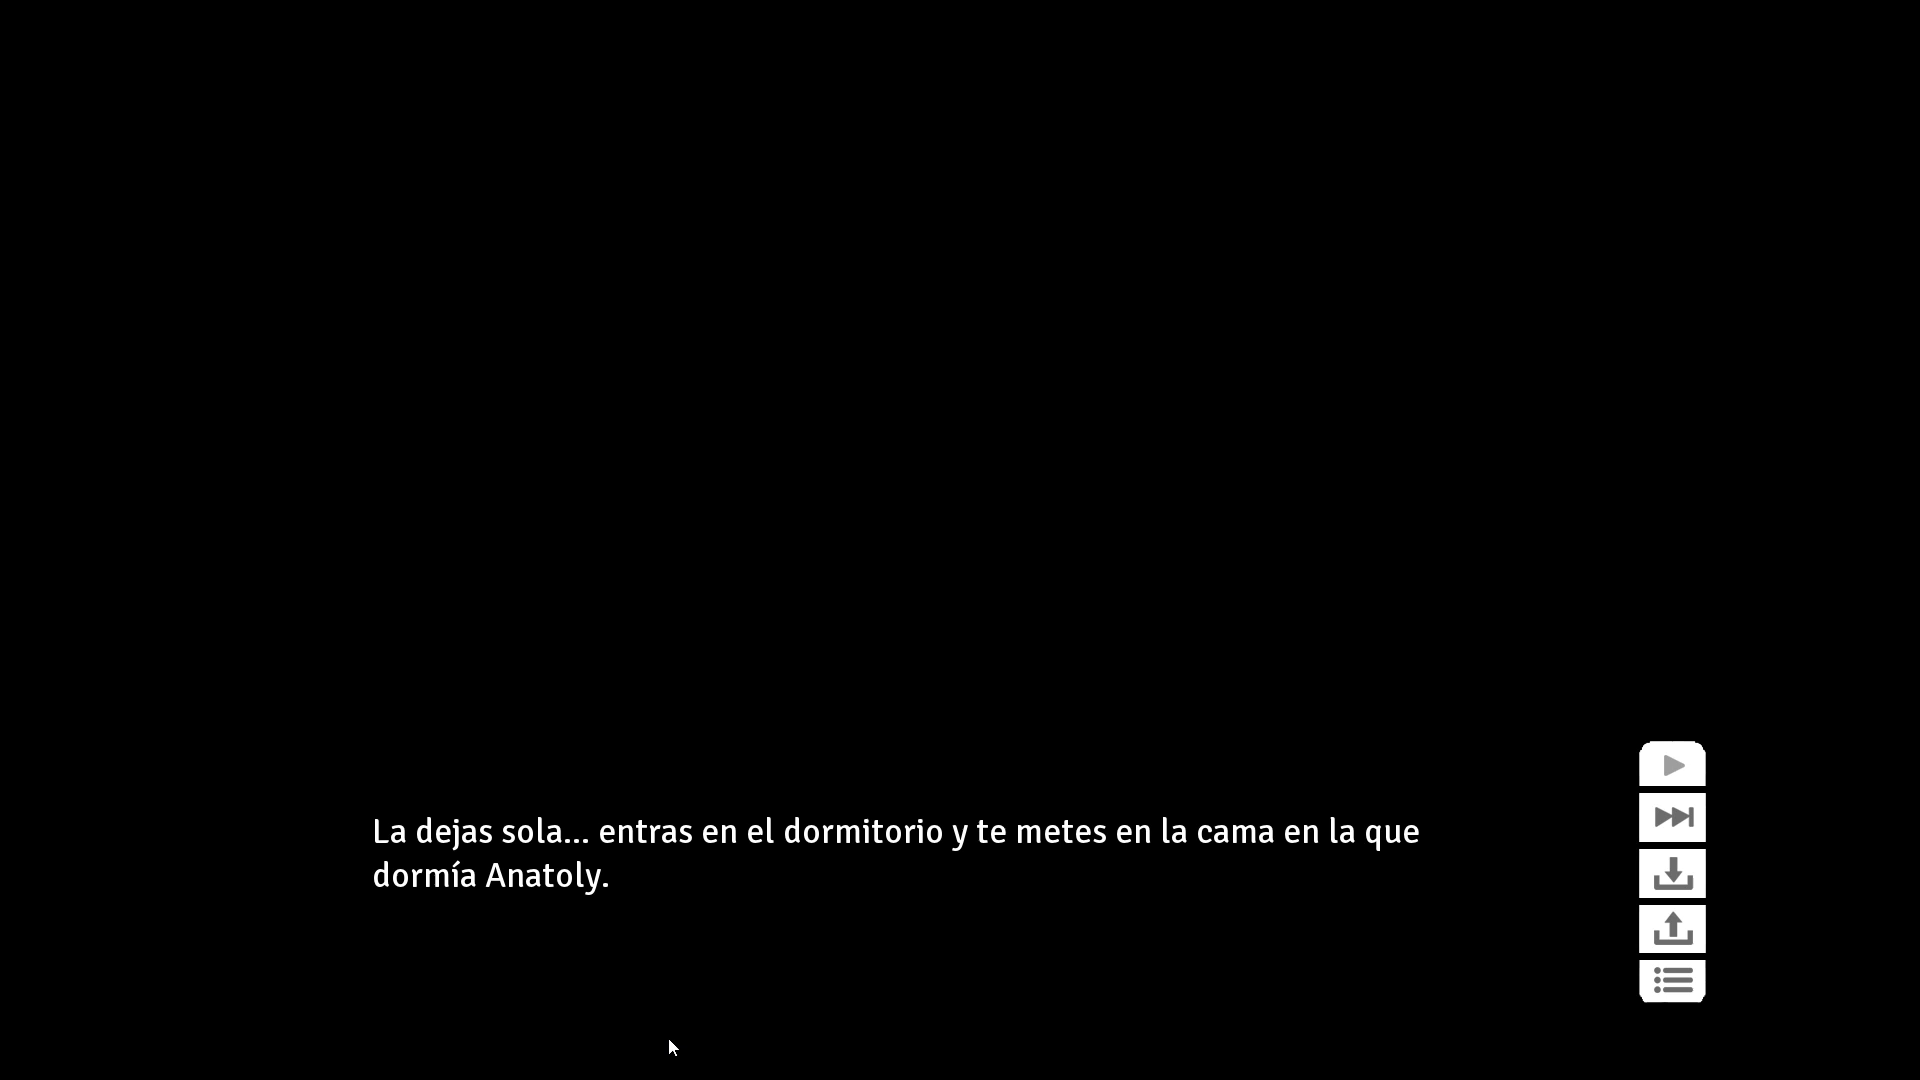 La dejas sola... entras en el dormitorio y te metes en la cama en la que
dormía Anatoly.